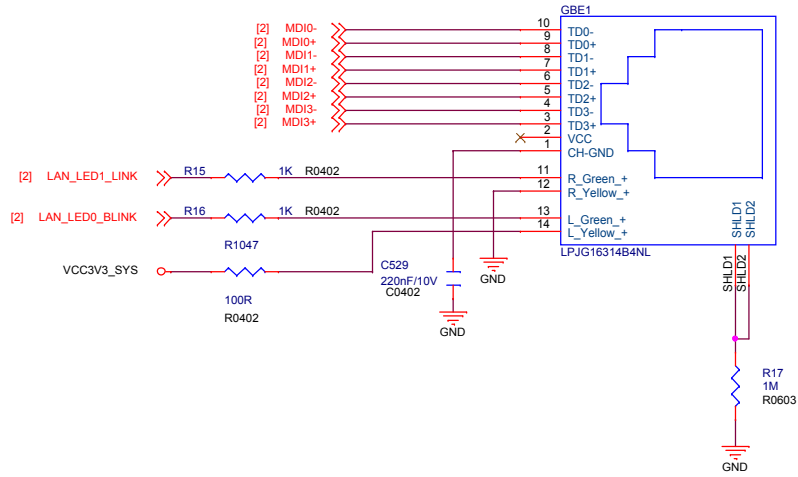 GBE1
[2] MDI0- 10 TD0-
[2] MDI0+ 9 TD0+
[2] MDI1- 8 TD1-
[2] MDI1+ 7 TD1+
[2] MDI2- 6 TD2-
[2] MDI2+ 5 TD2+
[2] MDI3- 4 TD3-
[2] MDI3+ 3 TD3+
2 VCC
1 CH-GND
[2] LAN_LED1_LINK R15 1K R0402 11 R_Green_+
12 R_Yellow_+
[2] LAN_LED0_BLINK R16 1K R0402 13 L_Green_+
14 L_Yellow_+
SHLD1
SHLD2
LPJG16314B4NL
R1047
VCC3V3_SYS
100R
R0402
C529
220nF/10V
C0402
GND
GND
SHLD1
SHLD2
R17
1M
R0603
GND